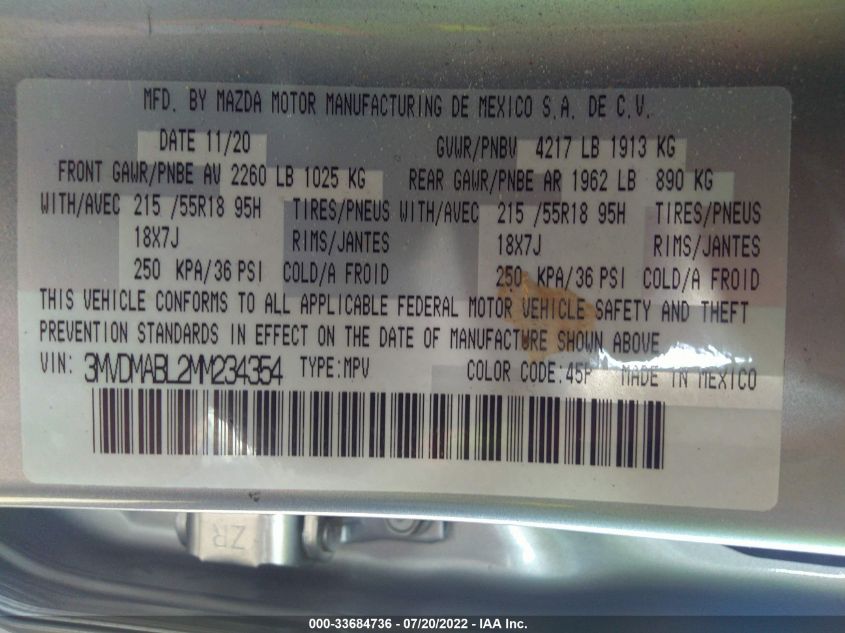 MFD. BY MAZDA MOTOR MANUFACTURING DE MEXICO S.A. DE C.V.
DATE 11/20 GVWR/PNBV 4217 LB 1913 KG
FRONT GAWR/PNBE AV 2260 LB 1025 KG REAR GAWR/PNBE AR 1962 LB 890 KG
WITH/AVEC 215 /55R18 95H TIRES/PNEUS WITH/AVEC 215 /55R18 95H TIRES/PNEUS
18X7J RIMS/JANTES 18X7J RIMS/JANTES
250 KPA/36 PSI COLD/A FROID 250 KPA/36 PSI COLD/A FROID
THIS VEHICLE CONFORMS TO ALL APPLICABLE FEDERAL MOTOR VEHICLE SAFETY AND THEFT
PREVENTION STANDARDS IN EFFECT ON THE DATE OF MANUFACTURE SHOWN ABOVE
VIN: 3MVDMABL2MM234354 TYPE:MPV COLOR CODE:45P MADE IN MEXICO
ZR
000-33684736 - 07/20/2022 - IAA Inc.